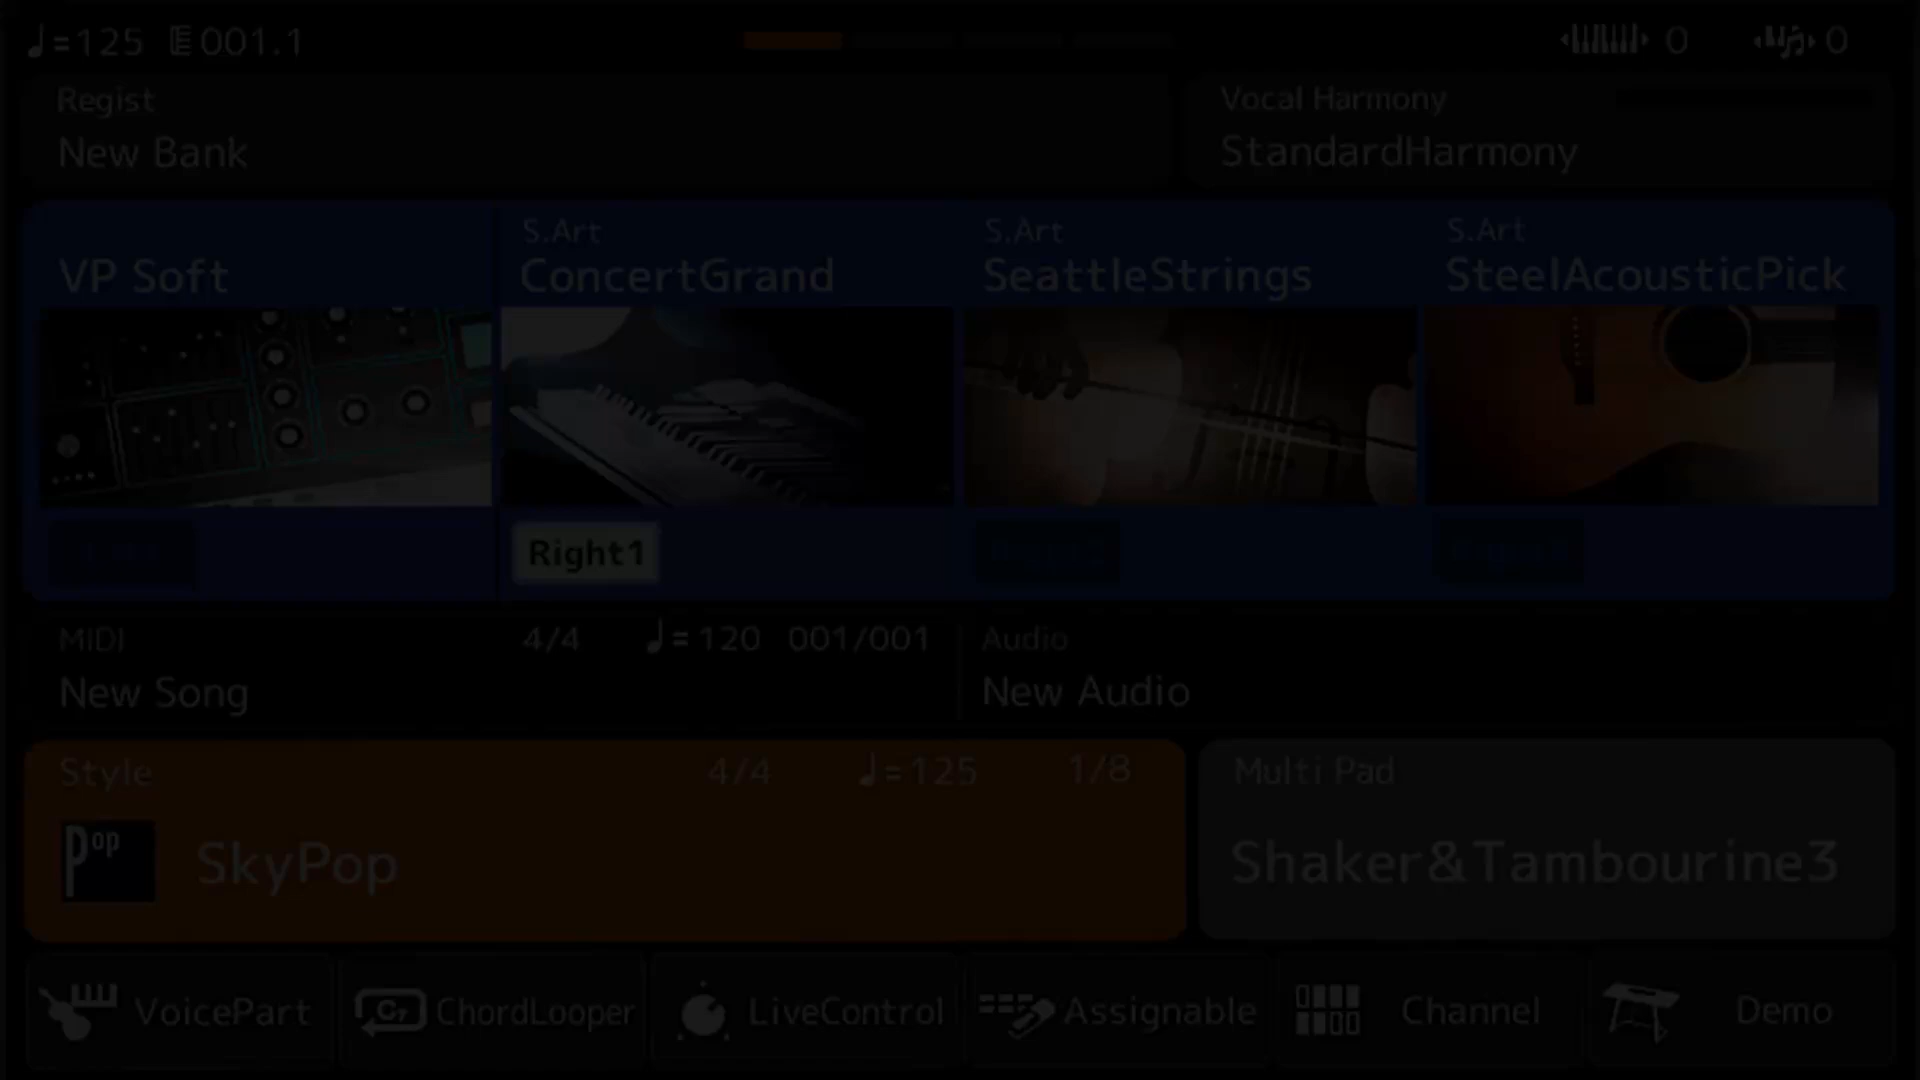 ♩=125 001.1 0 0
Regist
New Bank
Vocal Harmony
StandardHarmony
VP Soft
S.Art
ConcertGrand
S.Art
SeattleStrings
S.Art
SteelAcousticPick
Right1
MIDI 4/4 ♩=120 001/001
New Song
Audio
New Audio
Style 4/4 ♩=125 1/8
Pop
SkyPop
Multi Pad
Shaker&Tambourine3
VoicePart C7 ChordLooper LiveControl Assignable Channel Demo